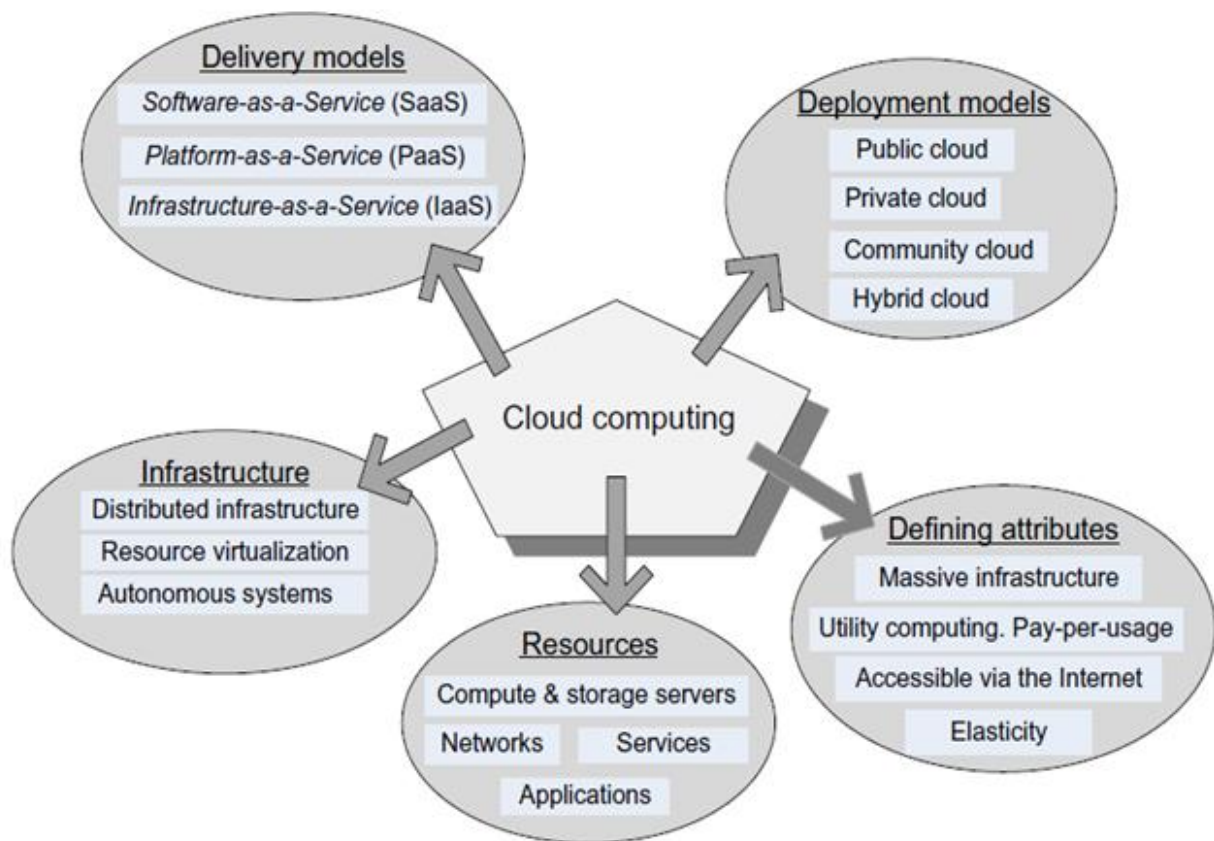 Delivery models
Software-as-a-Service (SaaS)
Platform-as-a-Service (PaaS)
Infrastructure-as-a-Service (IaaS)
Deployment models
Public cloud
Private cloud
Community cloud
Hybrid cloud
Cloud computing
Infrastructure
Distributed infrastructure
Resource virtualization
Autonomous systems
Resources
Compute & storage servers
Networks
Services
Applications
Defining attributes
Massive infrastructure
Utility computing. Pay-per-usage
Accessible via the Internet
Elasticity